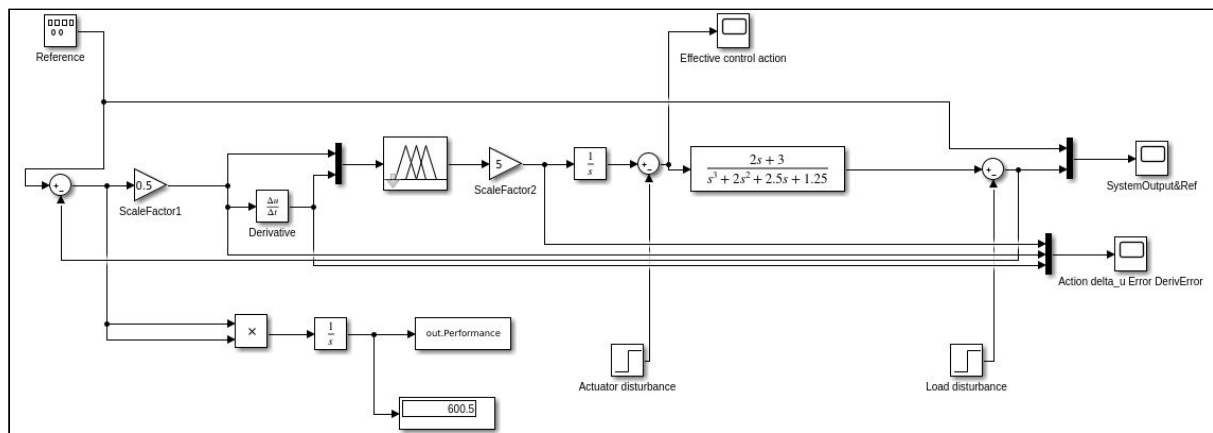 Reference
Effective control action
+
-
0.5
ScaleFactor1
Δu
Δt
Derivative
5
ScaleFactor2
1
s
+
-
2s + 3
s³ + 2s² + 2.5s + 1.25
+
-
SystemOutput&Ref
Action delta_u Error DerivError
×
1
s
out.Performance
600.5
Actuator disturbance
Load disturbance